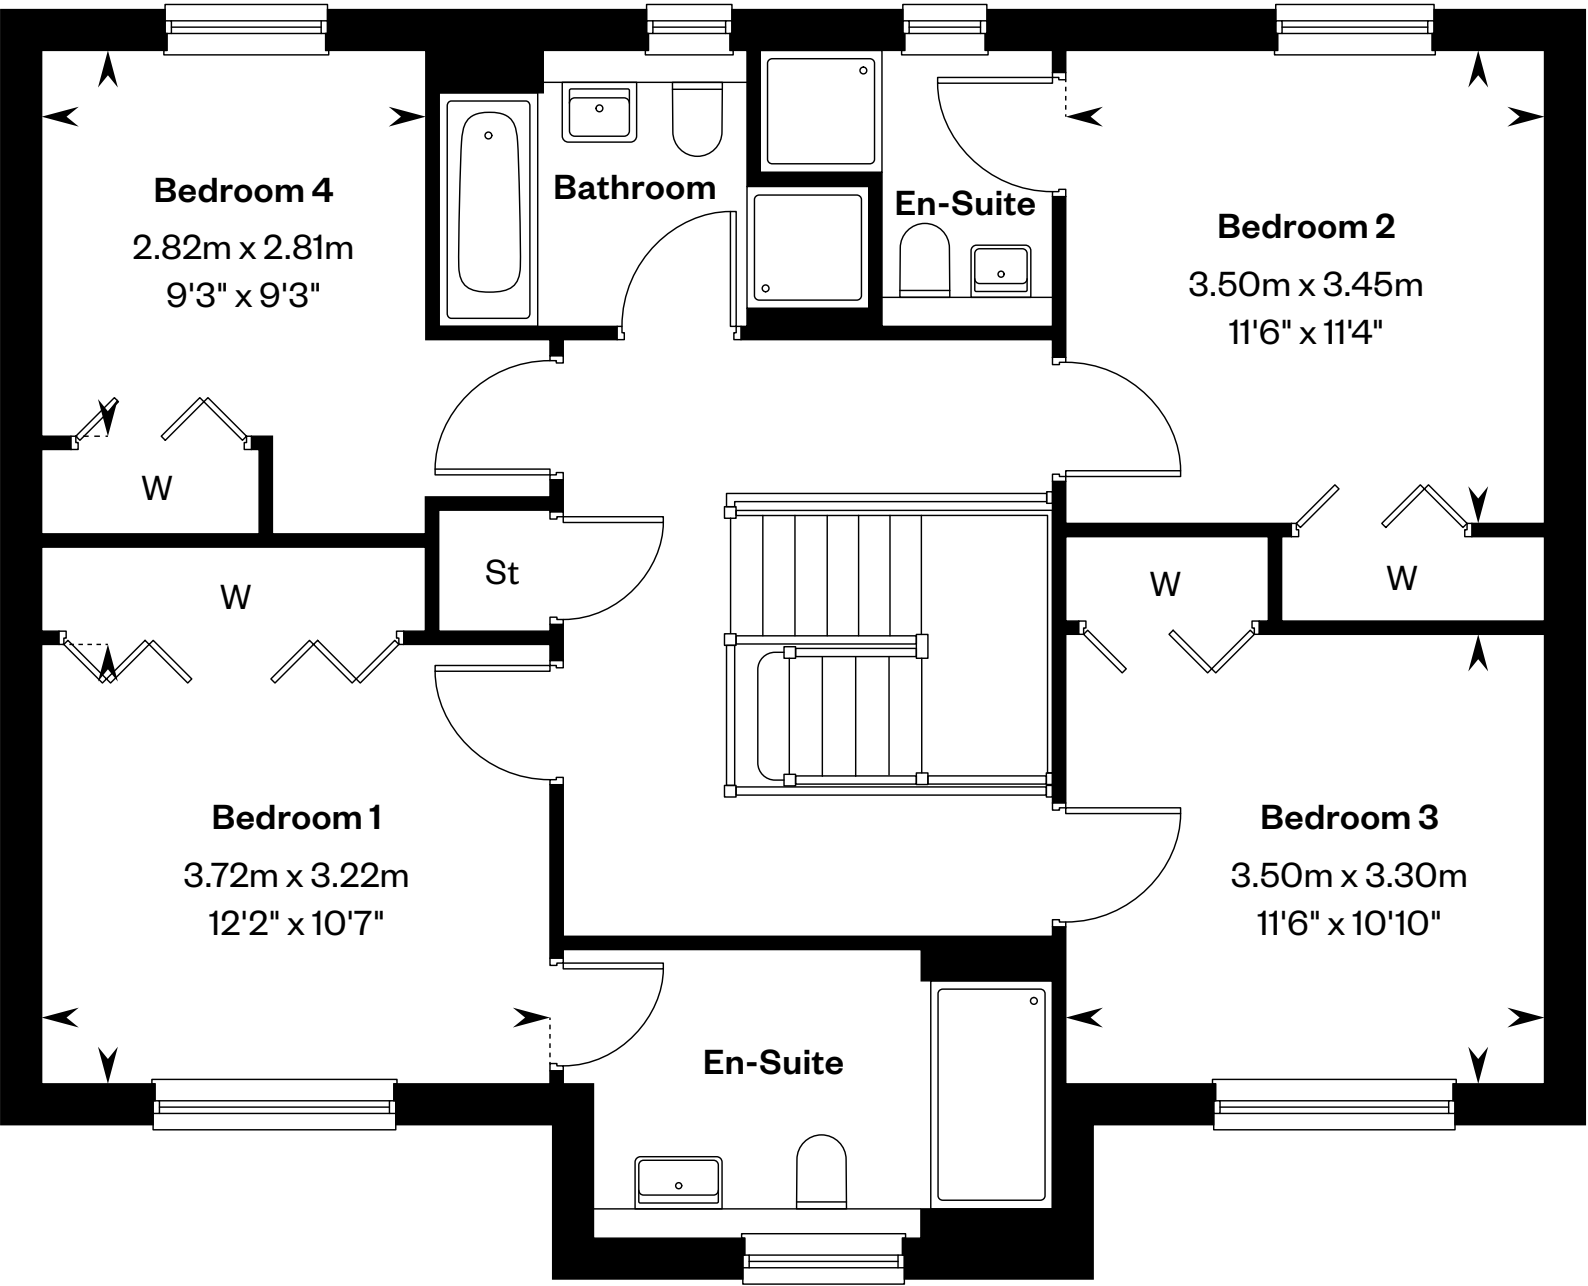 Bedroom 4
2.82m x 2.81m
9'3" x 9'3"
Bathroom
En-Suite
Bedroom 2
3.50m x 3.45m
11'6" x 11'4"
W
St
W
W
W
Bedroom 1
3.72m x 3.22m
12'2" x 10'7"
Bedroom 3
3.50m x 3.30m
11'6" x 10'10"
En-Suite